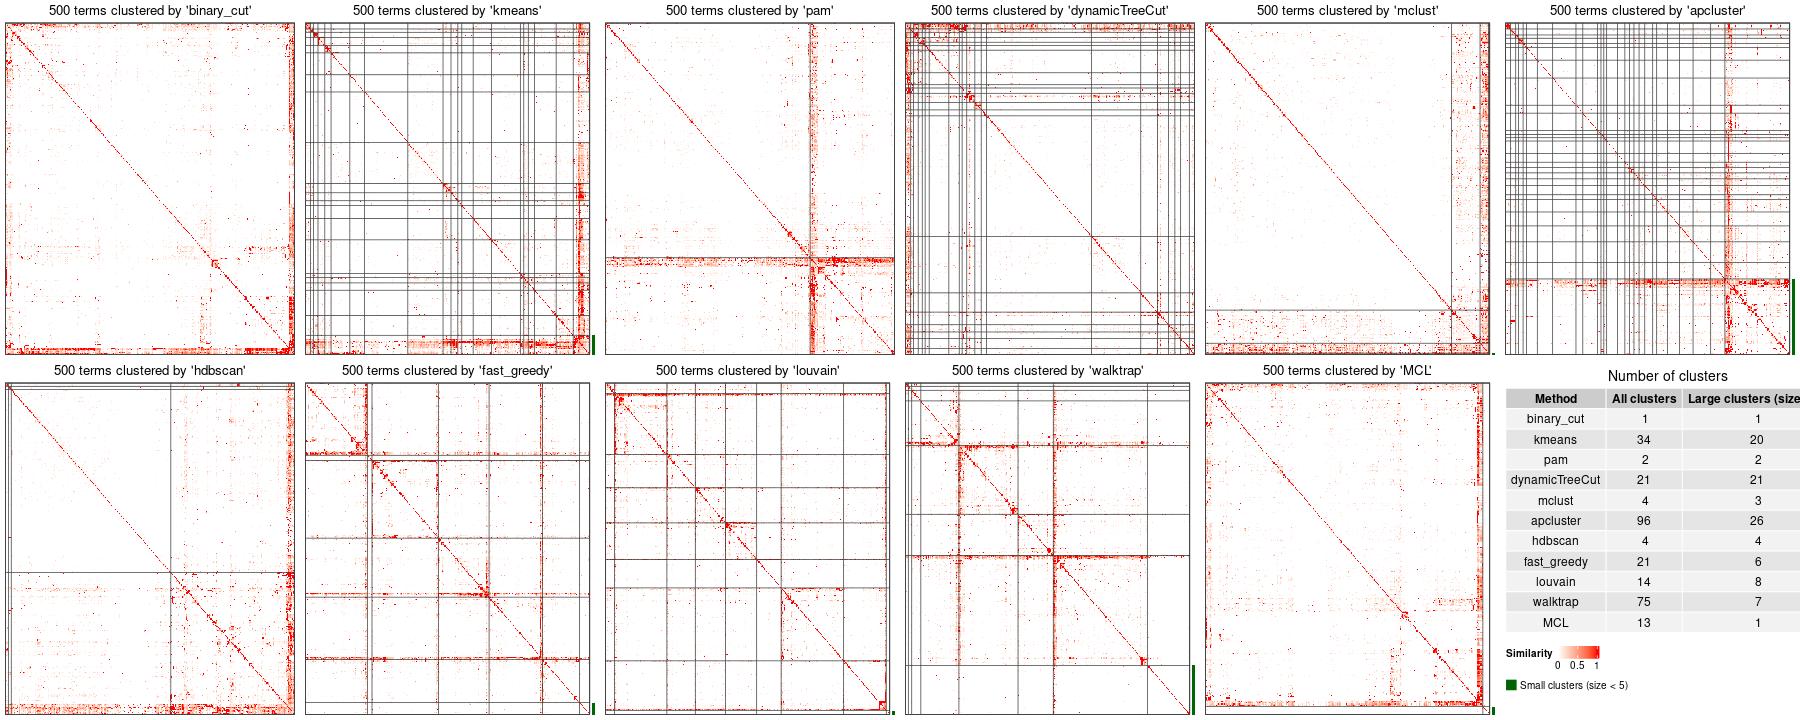 500 terms clustered by 'binary_cut'
500 terms clustered by 'kmeans'
500 terms clustered by 'pam'
500 terms clustered by 'dynamicTreeCut'
500 terms clustered by 'mclust'
500 terms clustered by 'apcluster'
500 terms clustered by 'hdbscan'
500 terms clustered by 'fast_greedy'
500 terms clustered by 'louvain'
500 terms clustered by 'walktrap'
500 terms clustered by 'MCL'
Number of clusters
Method All clusters Large clusters (size
binary_cut 1 1
kmeans 34 20
pam 2 2
dynamicTreeCut 21 21
mclust 4 3
apcluster 96 26
hdbscan 4 4
fast_greedy 21 6
louvain 14 8
walktrap 75 7
MCL 13 1
Similarity
0 0.5 1
Small clusters (size < 5)